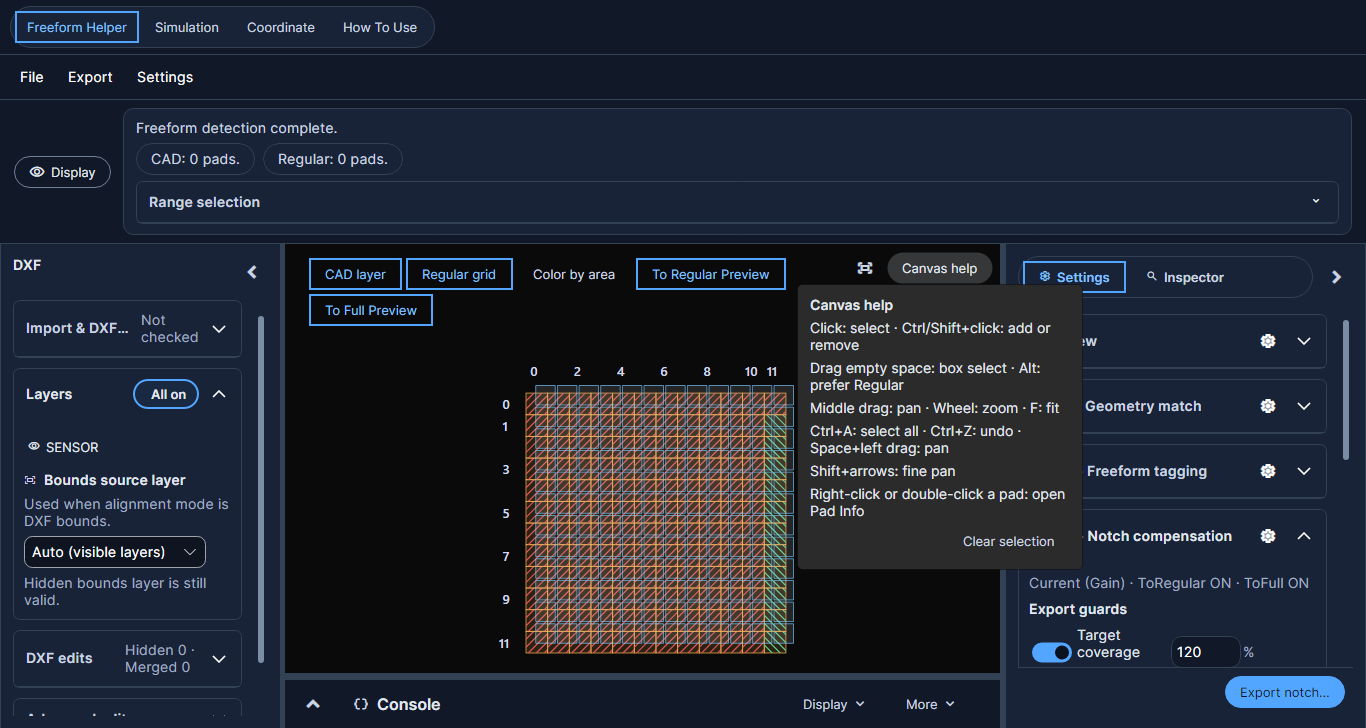 Freeform Helper Simulation Coordinate How To Use
File Export Settings
Display
Freeform detection complete.
CAD: 0 pads. Regular: 0 pads.
Range selection
DXF
Import & DXF... Not checked
Layers All on
SENSOR
Bounds source layer
Used when alignment mode is
DXF bounds.
Auto (visible layers)
Hidden bounds layer is still
valid.
DXF edits Hidden 0 ·
Merged 0
CAD layer Regular grid Color by area To Regular Preview
To Full Preview
Canvas help
0 2 4 6 8 10 11
0
1
3
5
7
9
11
Canvas help
Click: select · Ctrl/Shift+click: add or
remove
Drag empty space: box select · Alt:
prefer Regular
Middle drag: pan · Wheel: zoom · F: fit
Ctrl+A: select all · Ctrl+Z: undo ·
Space+left drag: pan
Shift+arrows: fine pan
Right-click or double-click a pad: open
Pad Info
Clear selection
Settings Inspector
Geometry match
Freeform tagging
Notch compensation
Current (Gain) · ToRegular ON · ToFull ON
Export guards
Target
coverage 120 %
Export notch...
Console Display More